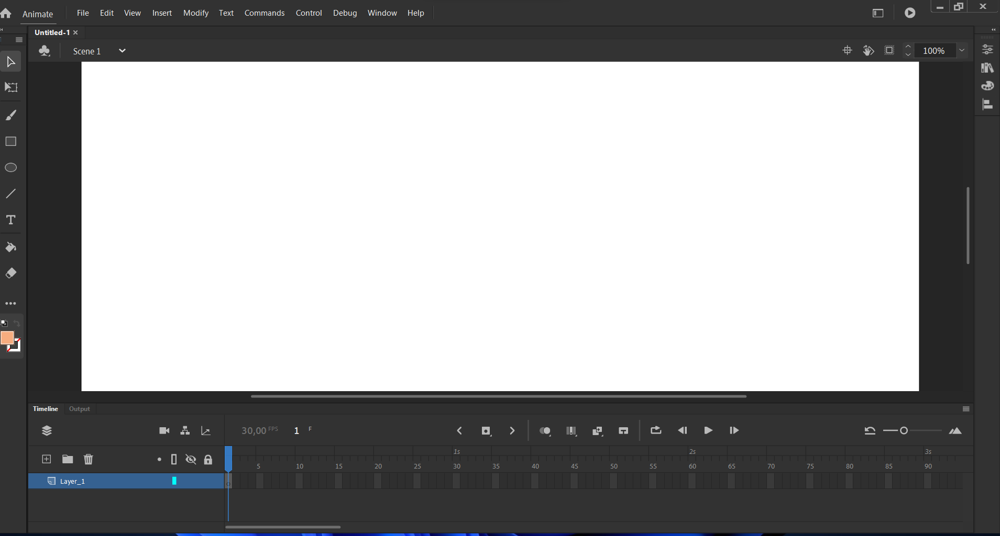 Animate File Edit View Insert Modify Text Commands Control Debug Window Help
Untitled-1
Scene 1 100%
Timeline Output
30,00 FPS 1 F
1s 2s 3s
5 10 15 20 25 30 35 40 45 50 55 60 65 70 75 80 85 90
Layer_1